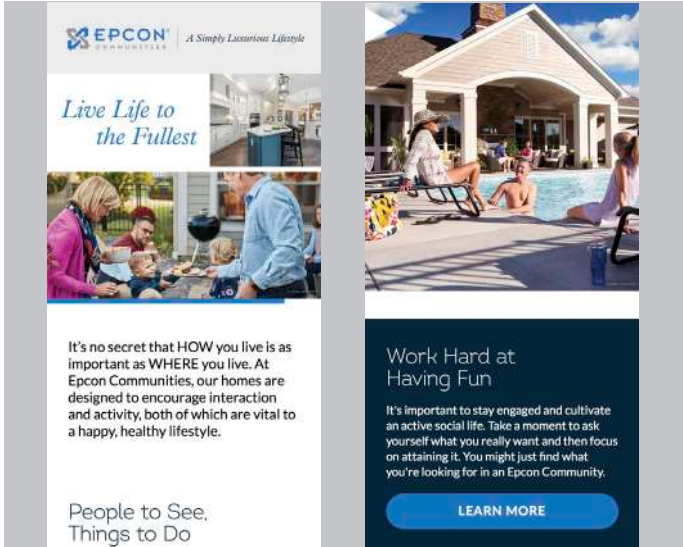 EPCON
COMMUNITIES
A Simply Luxurious Lifestyle
Live Life to
the Fullest
It's no secret that HOW you live is as
important as WHERE you live. At
Epcon Communities, our homes are
designed to encourage interaction
and activity, both of which are vital to
a happy, healthy lifestyle.
People to See,
Things to Do
Work Hard at
Having Fun
It's important to stay engaged and cultivate
an active social life. Take a moment to ask
yourself what you really want and then focus
on attaining it. You might just find what
you're looking for in an Epcon Community.
LEARN MORE